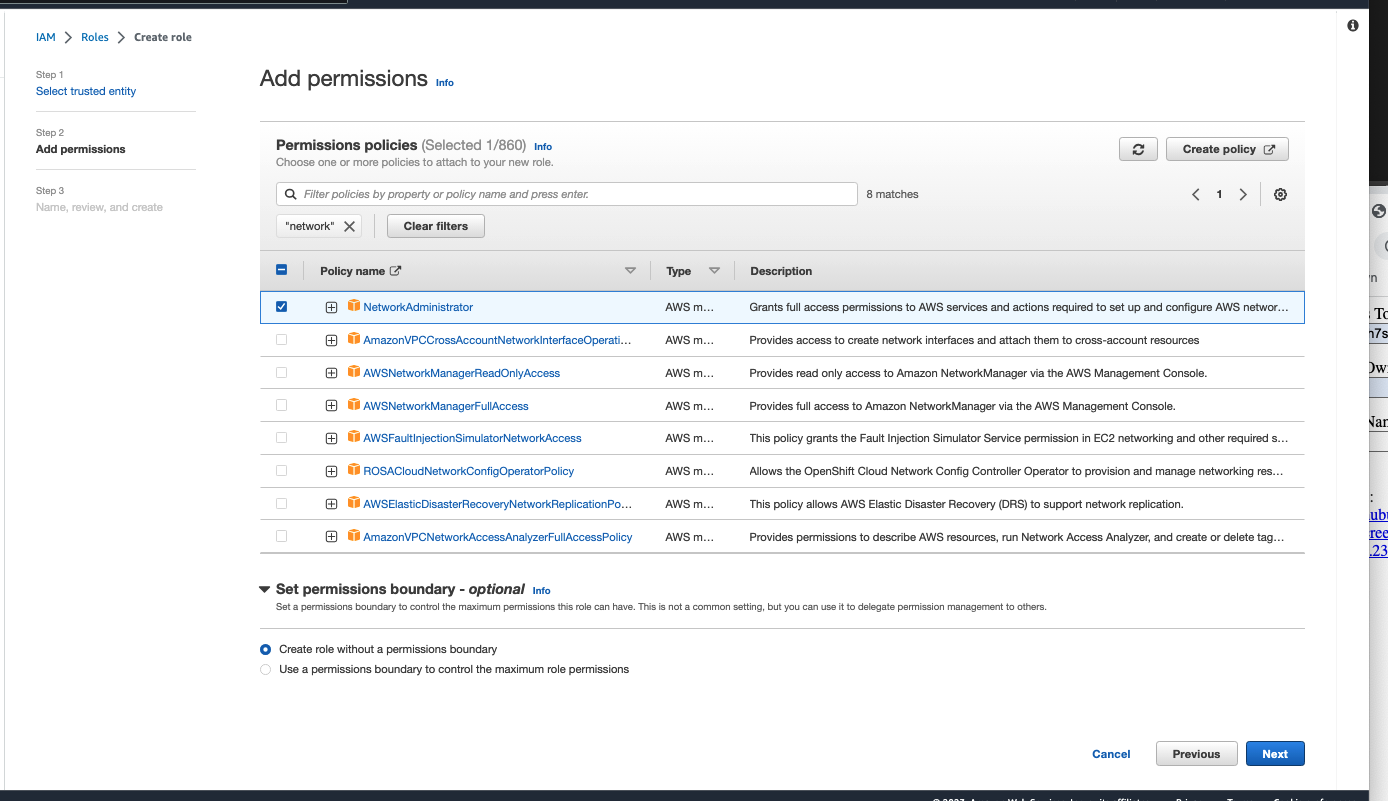 IAM > Roles > Create role
Step 1
Select trusted entity
Step 2
Add permissions
Step 3
Name, review, and create
Add permissions Info
Permissions policies (Selected 1/860) Info
Choose one or more policies to attach to your new role.
Create policy
Filter policies by property or policy name and press enter.
8 matches
1
"network"
Clear filters
Policy name Type Description
NetworkAdministrator AWS m... Grants full access permissions to AWS services and actions required to set up and configure AWS networ...
AmazonVPCCrossAccountNetworkInterfaceOperati... AWS m... Provides access to create network interfaces and attach them to cross-account resources
AWSNetworkManagerReadOnlyAccess AWS m... Provides read only access to Amazon NetworkManager via the AWS Management Console.
AWSNetworkManagerFullAccess AWS m... Provides full access to Amazon NetworkManager via the AWS Management Console.
AWSFaultInjectionSimulatorNetworkAccess AWS m... This policy grants the Fault Injection Simulator Service permission in EC2 networking and other required s...
ROSACloudNetworkConfigOperatorPolicy AWS m... Allows the OpenShift Cloud Network Config Controller Operator to provision and manage networking res...
AWSElasticDisasterRecoveryNetworkReplicationPo... AWS m... This policy allows AWS Elastic Disaster Recovery (DRS) to support network replication.
AmazonVPCNetworkAccessAnalyzerFullAccessPolicy AWS m... Provides permissions to describe AWS resources, run Network Access Analyzer, and create or delete tag...
Set permissions boundary - optional Info
Set a permissions boundary to control the maximum permissions this role can have. This is not a common setting, but you can use it to delegate permission management to others.
Create role without a permissions boundary
Use a permissions boundary to control the maximum role permissions
Cancel Previous Next